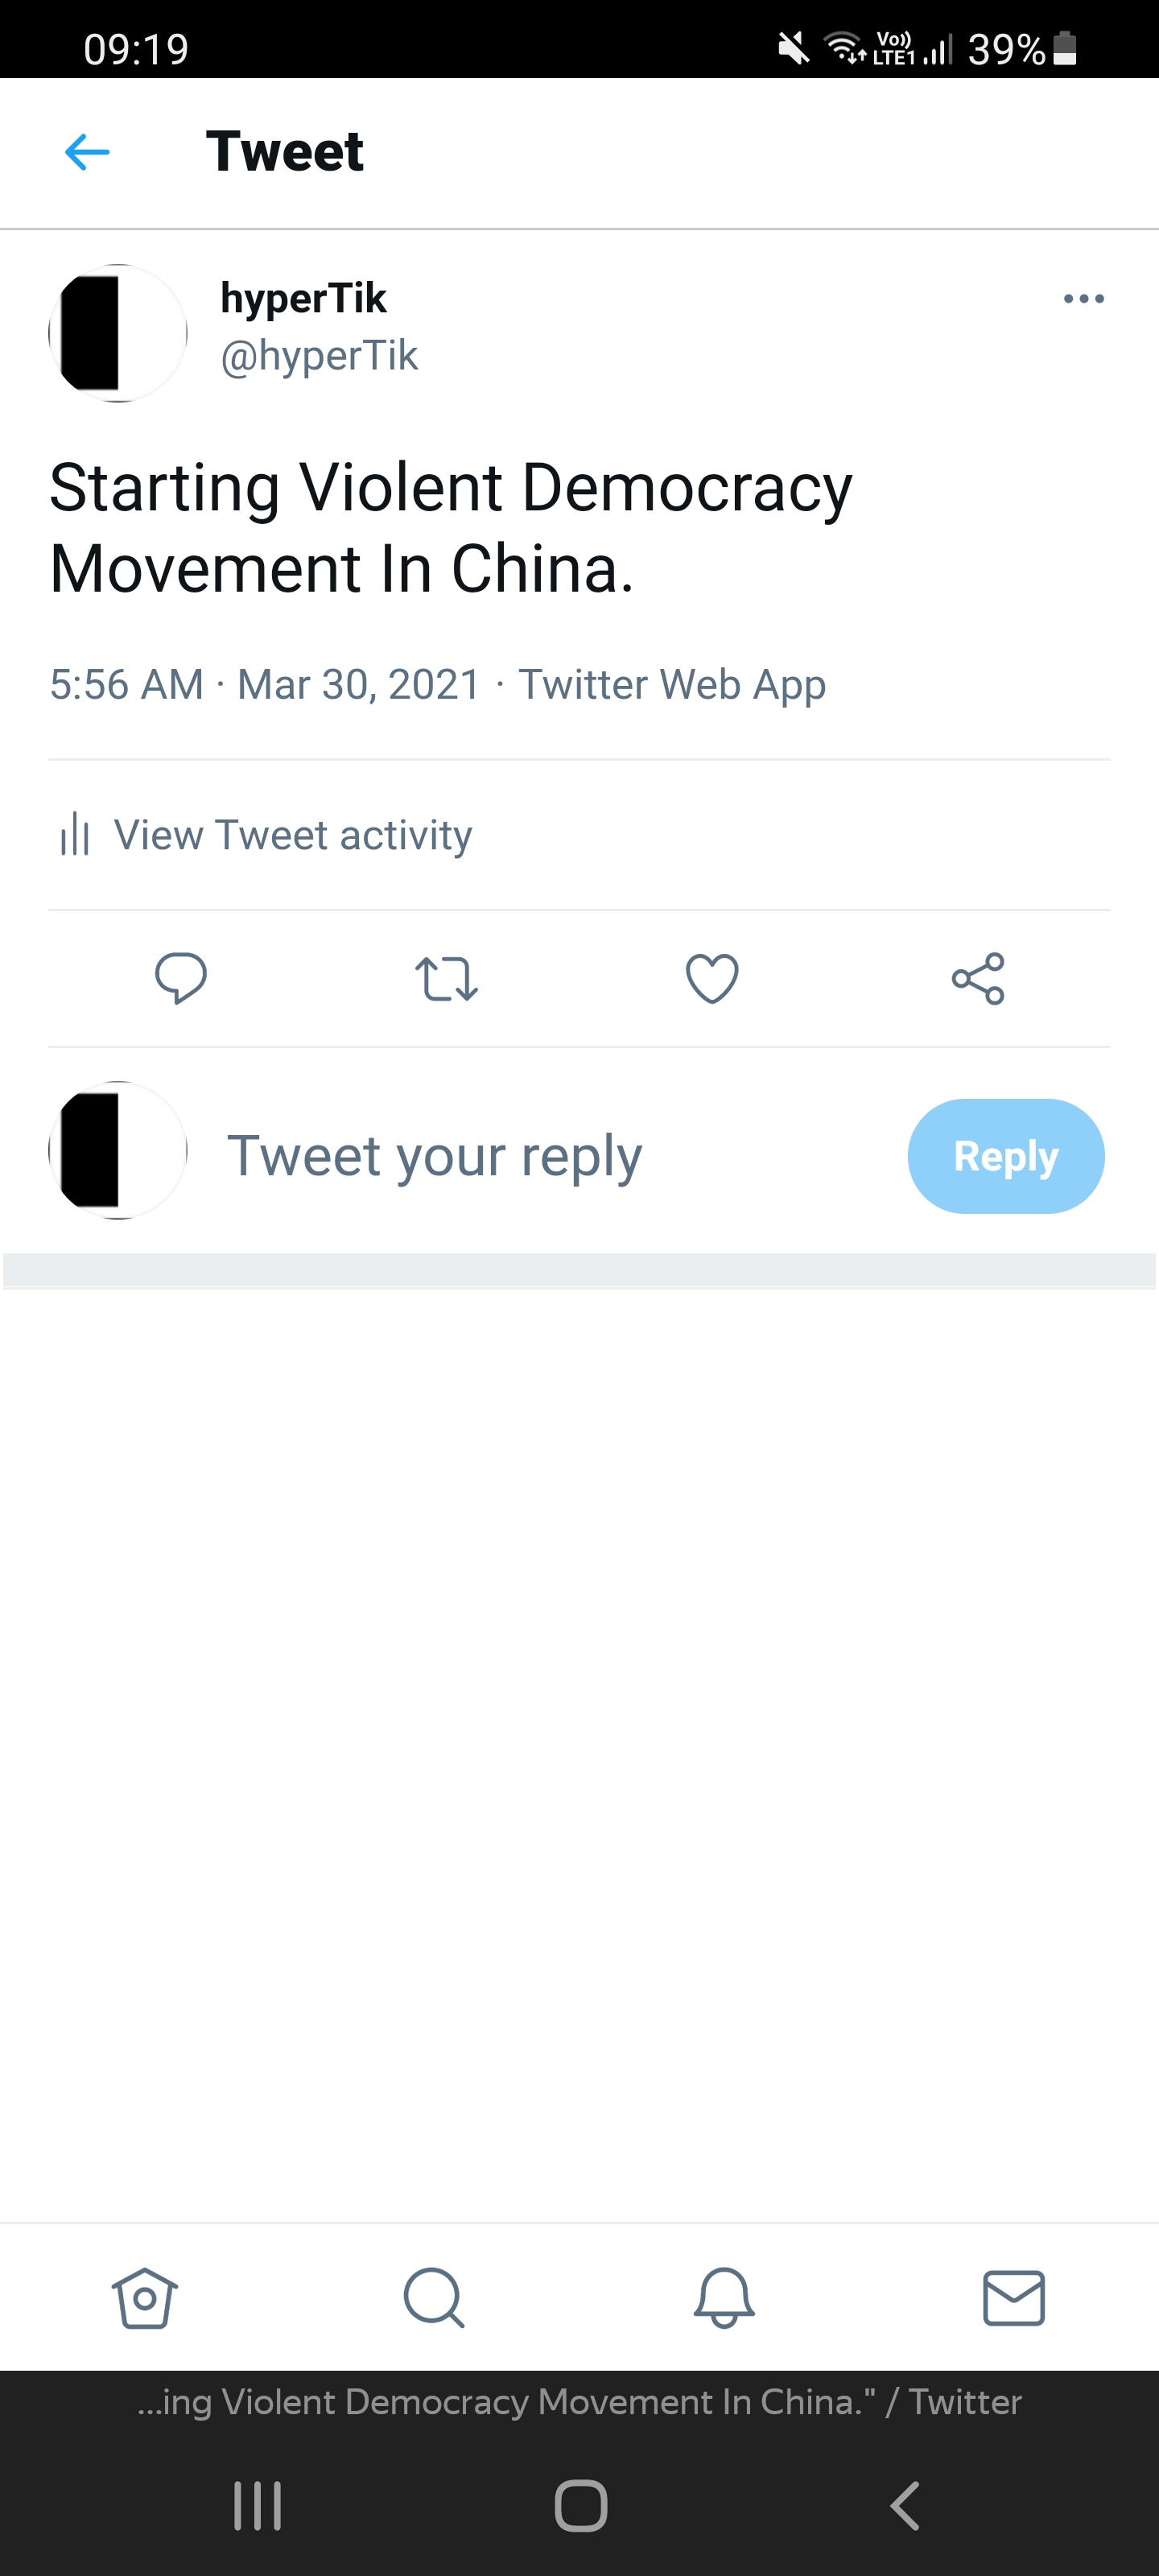 09:19
Vo))
LTE1
39%
Tweet
hyperTik
@hyperTik
Starting Violent Democracy
Movement In China.
5:56 AM · Mar 30, 2021 · Twitter Web App
View Tweet activity
Tweet your reply
Reply
...ing Violent Democracy Movement In China." / Twitter